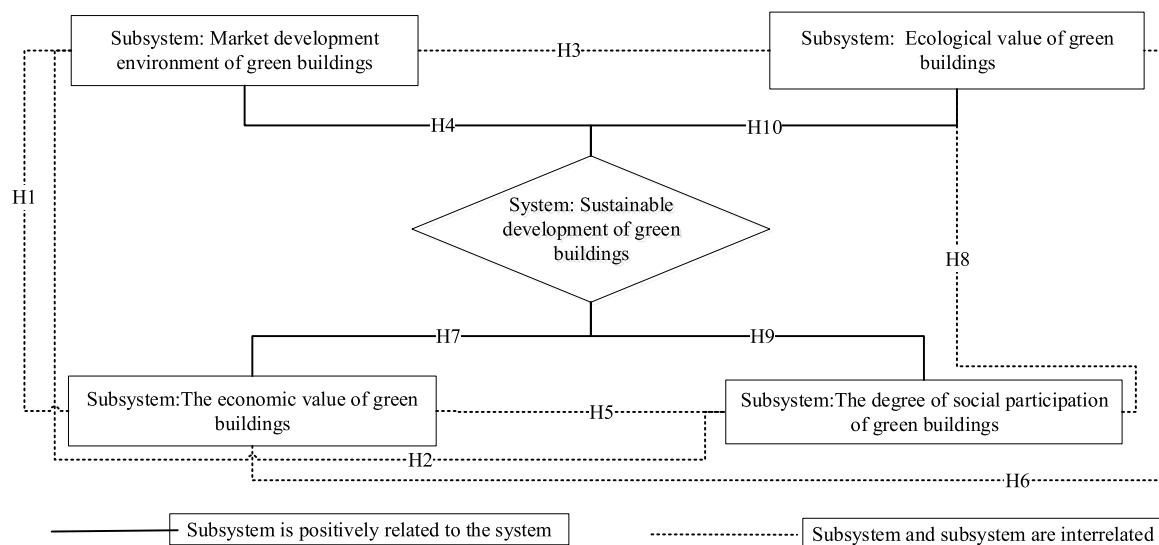 Subsystem: Market development
environment of green buildings
H3
Subsystem: Ecological value of green
buildings
H4
H10
H1
System: Sustainable
development of green
buildings
H8
H7
H9
Subsystem:The economic value of green
buildings
H5
Subsystem:The degree of social participation
of green buildings
H2
H6
Subsystem is positively related to the system
Subsystem and subsystem are interrelated